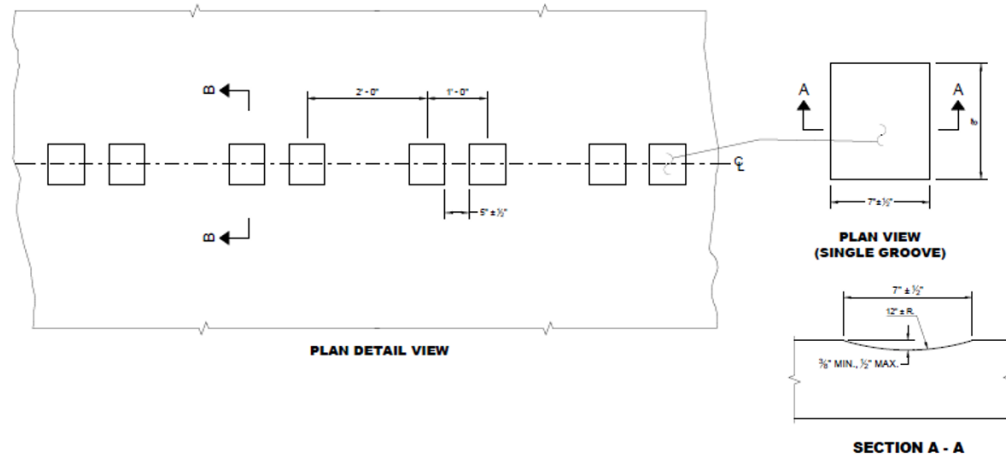 B
B
2' - 0"
1' - 0"
5" ± ½"
℄
PLAN DETAIL VIEW
A
A
8"
7"± ½"
PLAN VIEW
(SINGLE GROOVE)
7" ± ½"
12" ± R.
⅜" MIN., ½" MAX.
SECTION A - A